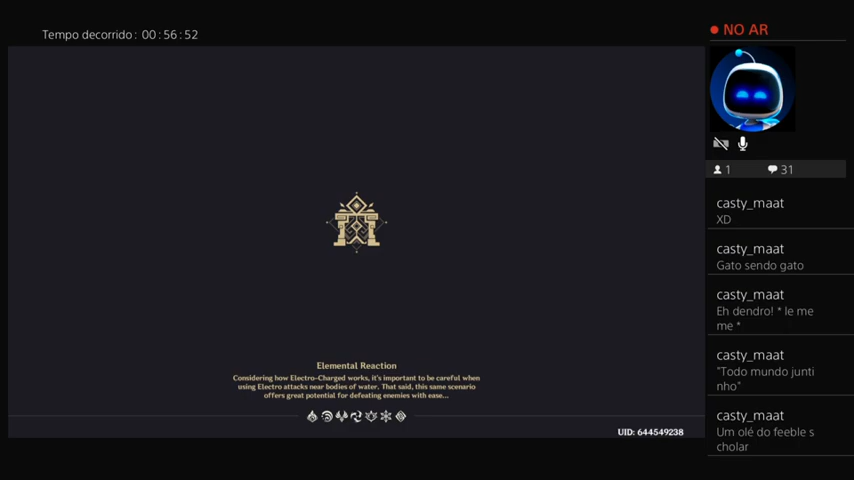 Tempo decorrido: 00:56:52
NO AR
1
31
casty_maat
XD
casty_maat
Gato sendo gato
casty_maat
Eh dendro! * le me
me *
casty_maat
"Todo mundo junti
nho"
casty_maat
Um olé do feeble s
cholar
Elemental Reaction
Considering how Electro-Charged works, it's important to be careful when
using Electro attacks near bodies of water. That said, this same scenario
offers great potential for defeating enemies with ease...
UID: 644549238